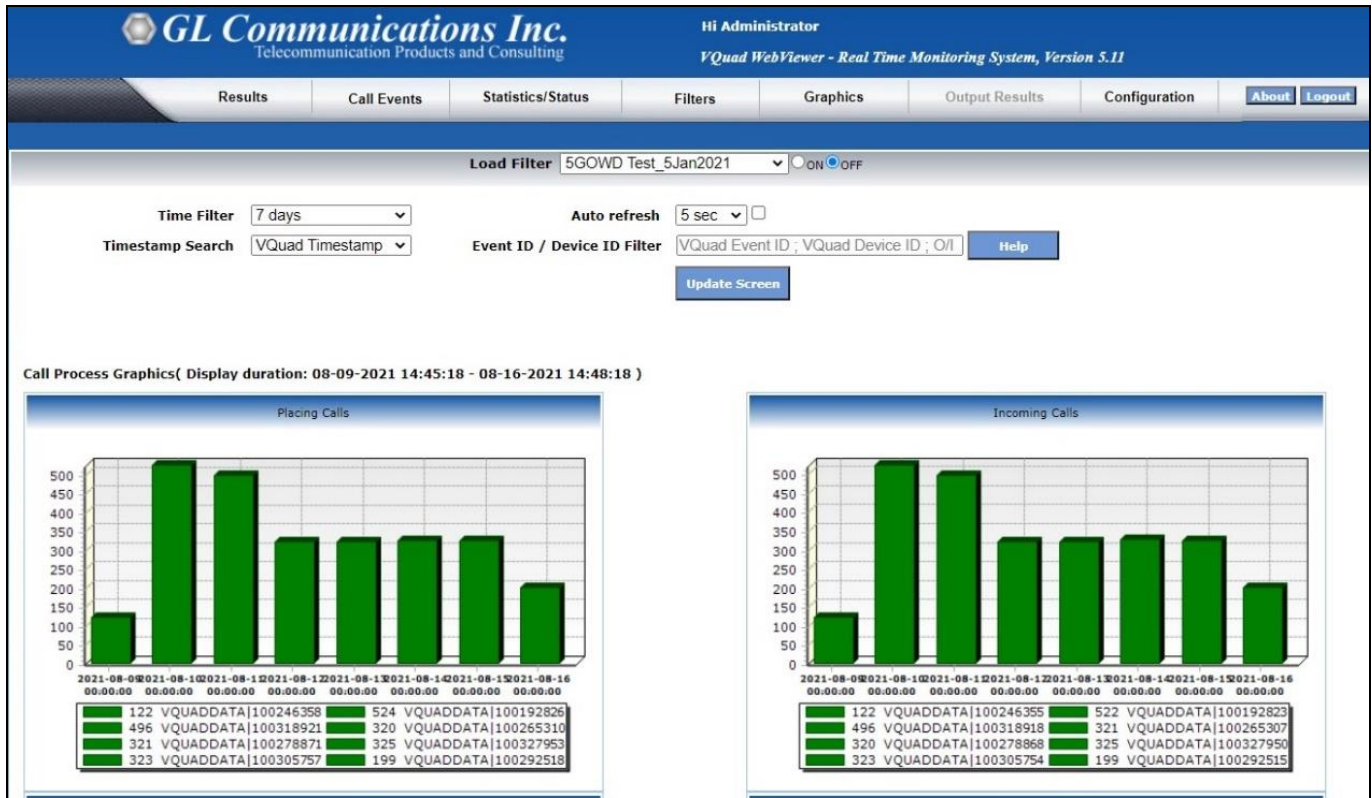 GL Communications Inc.
Telecommunication Products and Consulting
Hi Administrator
VQuad WebViewer - Real Time Monitoring System, Version 5.11
Results Call Events Statistics/Status Filters Graphics Output Results Configuration About Logout
Load Filter 5GOWD Test_5Jan2021 ON OFF
Time Filter 7 days Auto refresh 5 sec
Timestamp Search VQuad Timestamp Event ID / Device ID Filter VQuad Event ID ; VQuad Device ID ; O/I Help
Update Screen
Call Process Graphics( Display duration: 08-09-2021 14:45:18 - 08-16-2021 14:48:18 )
Placing Calls
500
450
400
350
300
250
200
150
100
50
0
2021-08-09 2021-08-10 2021-08-11 2021-08-12 2021-08-13 2021-08-14 2021-08-15 2021-08-16
00:00:00 00:00:00 00:00:00 00:00:00 00:00:00 00:00:00 00:00:00 00:00:00
122 VQUADDATA|100246358 524 VQUADDATA|100192826
496 VQUADDATA|100318921 320 VQUADDATA|100265310
321 VQUADDATA|100278871 325 VQUADDATA|100327953
323 VQUADDATA|100305757 199 VQUADDATA|100292518
Incoming Calls
500
450
400
350
300
250
200
150
100
50
0
2021-08-09 2021-08-10 2021-08-11 2021-08-12 2021-08-13 2021-08-14 2021-08-15 2021-08-16
00:00:00 00:00:00 00:00:00 00:00:00 00:00:00 00:00:00 00:00:00 00:00:00
122 VQUADDATA|100246355 522 VQUADDATA|100192823
496 VQUADDATA|100318918 321 VQUADDATA|100265307
320 VQUADDATA|100278868 325 VQUADDATA|100327950
323 VQUADDATA|100305754 199 VQUADDATA|100292515